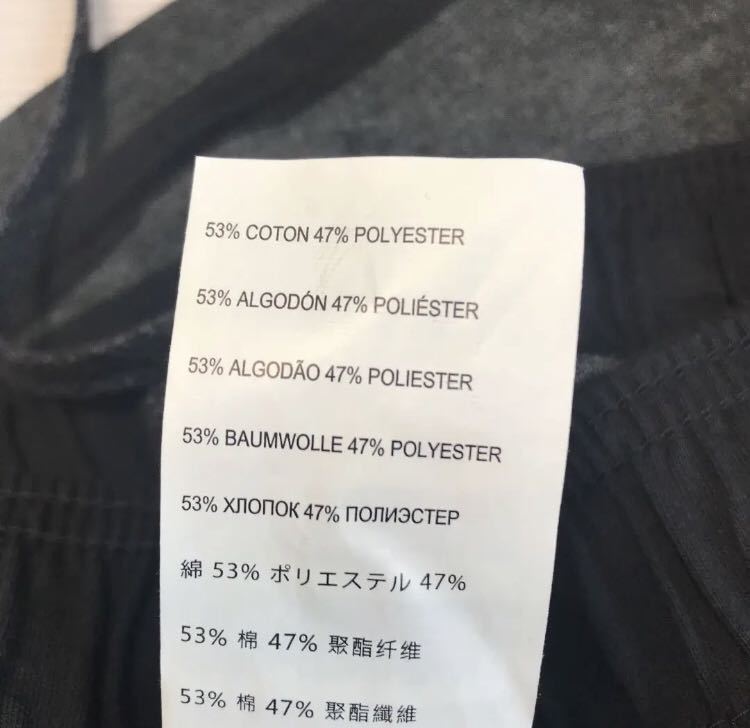 53% COTON 47% POLYESTER
53% ALGODÓN 47% POLIÉSTER
53% ALGODÃO 47% POLIESTER
53% BAUMWOLLE 47% POLYESTER
53% ХЛОПОК 47% ПОЛИЭСТЕР
綿 53% ポリエステル 47%
53% 棉 47% 聚酯纤维
53% 棉 47% 聚酯纖維